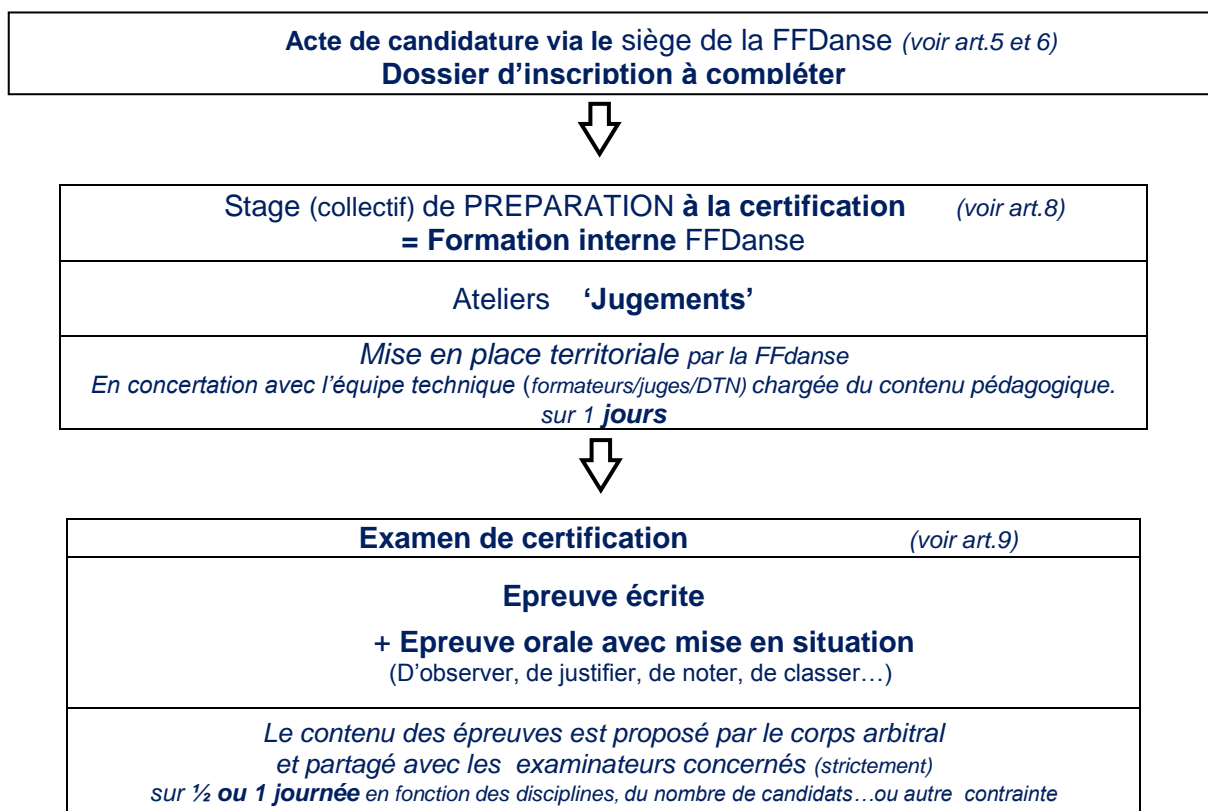 Acte de candidature via le siège de la FFDanse (voir art.5 et 6)
Dossier d’inscription à compléter
Stage (collectif) de PREPARATION à la certification (voir art.8)
= Formation interne FFDanse
Ateliers ‘Jugements’
Mise en place territoriale par la FFdanse
En concertation avec l’équipe technique (formateurs/juges/DTN) chargée du contenu pédagogique.
sur 1 jours
Examen de certification (voir art.9)
Epreuve écrite
+ Epreuve orale avec mise en situation
(D’observer, de justifier, de noter, de classer…)
Le contenu des épreuves est proposé par le corps arbitral
et partagé avec les examinateurs concernés (strictement)
sur ½ ou 1 journée en fonction des disciplines, du nombre de candidats…ou autre contrainte